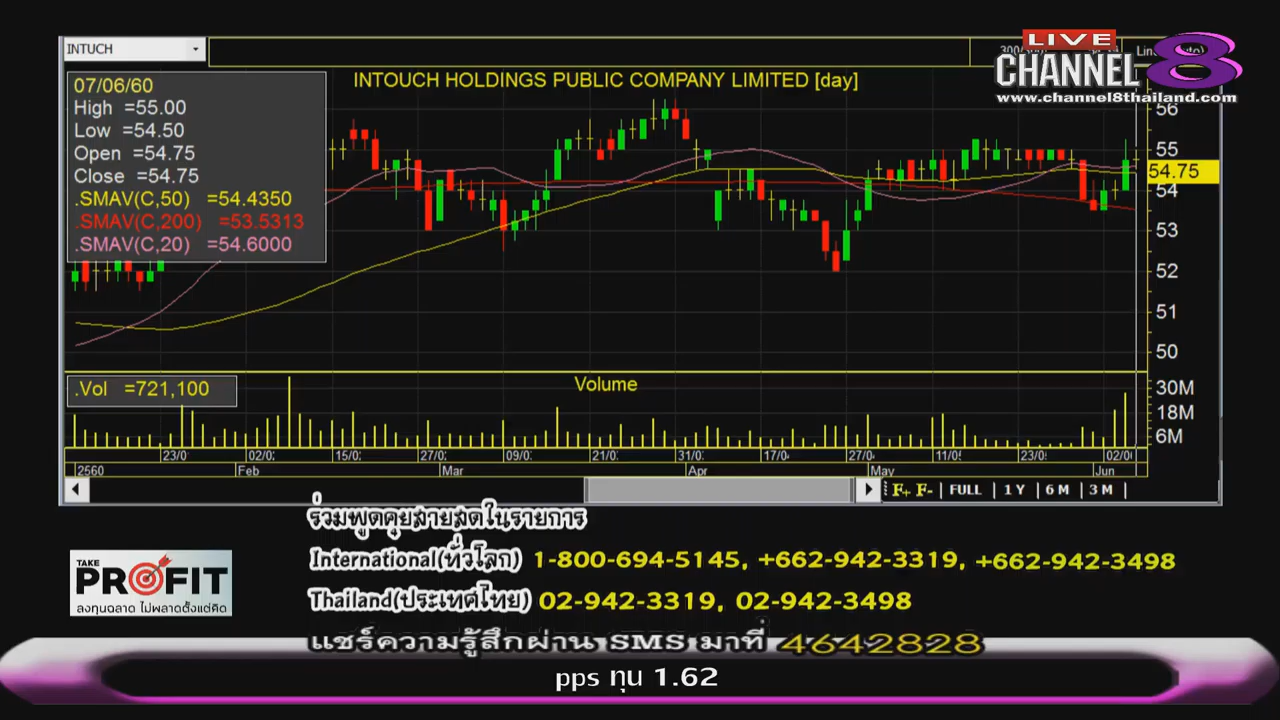 INTUCH
LIVE
CHANNEL 8
www.channel8thailand.com
INTOUCH HOLDINGS PUBLIC COMPANY LIMITED [day]
07/06/60
High =55.00
Low =54.50
Open =54.75
Close =54.75
.SMAV(C,50) =54.4350
.SMAV(C,200) =53.5313
.SMAV(C,20) =54.6000
56
55
54.75
54
53
52
51
50
.Vol =721,100
Volume
30M
18M
6M
23/0 02/0 15/0 27/0 09/0 21/0 31/0 17/0 27/0 11/0 23/0 02/0
2560 Feb Mar Apr May Jun
F+ F- FULL 1 Y 6 M 3 M
ร่วมพูดคุยสายสดในรายการ
International(ทั่วโลก) 1-800-694-5145, +662-942-3319, +662-942-3498
Thailand(ประเทศไทย) 02-942-3319, 02-942-3498
แชร์ความรู้สึกผ่าน SMS มาที่ 4642828
TAKE
PROFIT
ลงทุนฉลาด ไม่พลาดตั้งแต่คิด
pps ทุน 1.62